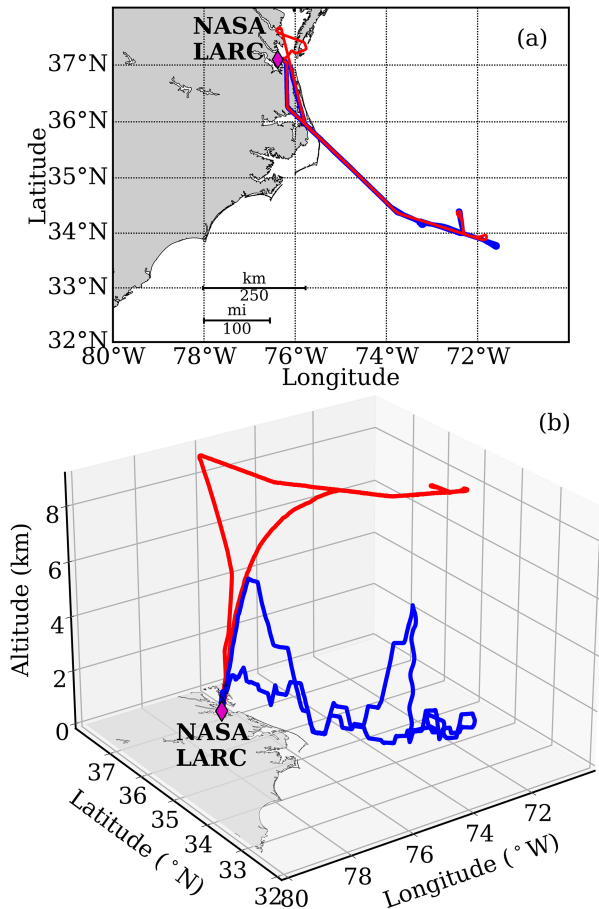 NASA
LARC
(a)
37°N
36°N
35°N
34°N
33°N
32°N
Latitude
km
250
mi
100
80°W 78°W 76°W 74°W 72°W
Longitude
(b)
8
6
4
2
0
Altitude (km)
NASA
LARC
37
36
35
34
33
32
Latitude (°N)
80
78
76
74
72
Longitude (°W)